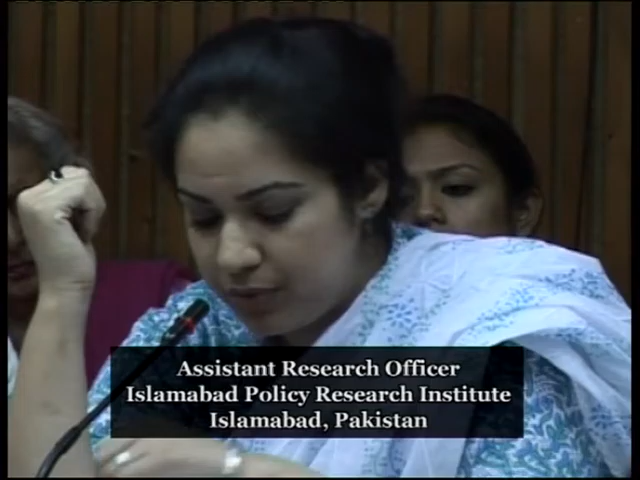 Assistant Research Officer
Islamabad Policy Research Institute
Islamabad, Pakistan